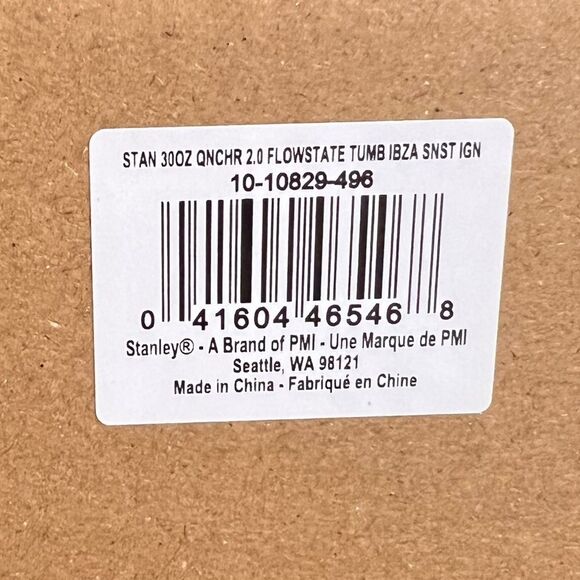 STAN 30OZ QNCHR 2.0 FLOWSTATE TUMB IBZA SNST IGN
10-10829-496
0 41604 46546 8
Stanley® - A Brand of PMI - Une Marque de PMI
Seattle, WA 98121
Made in China - Fabriqué en Chine